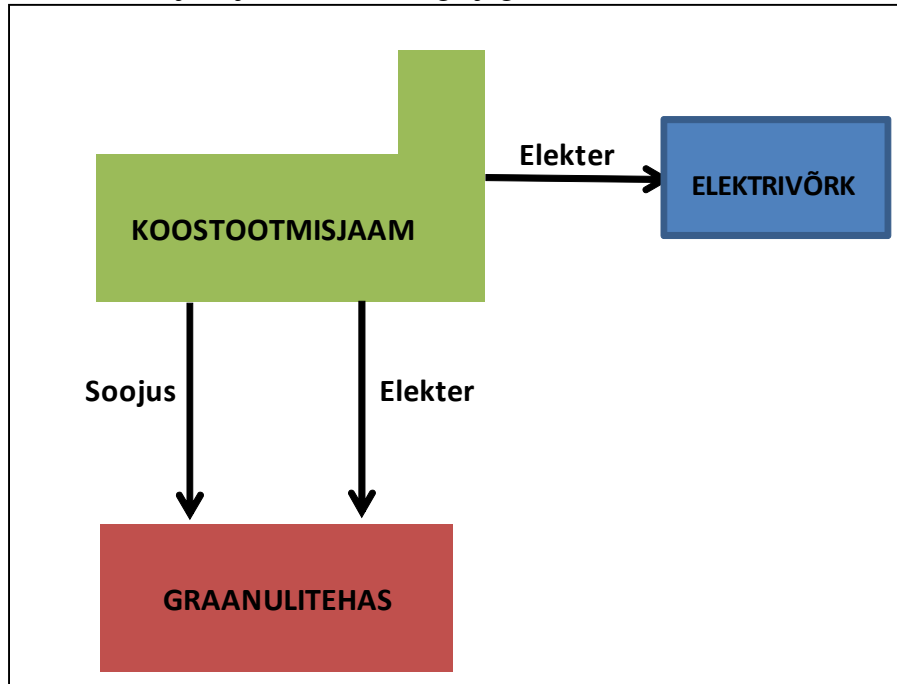 Elekter
ELEKTRIVÕRK
KOOSTOOTMISJAAM
Soojus
Elekter
GRAANULITEHAS